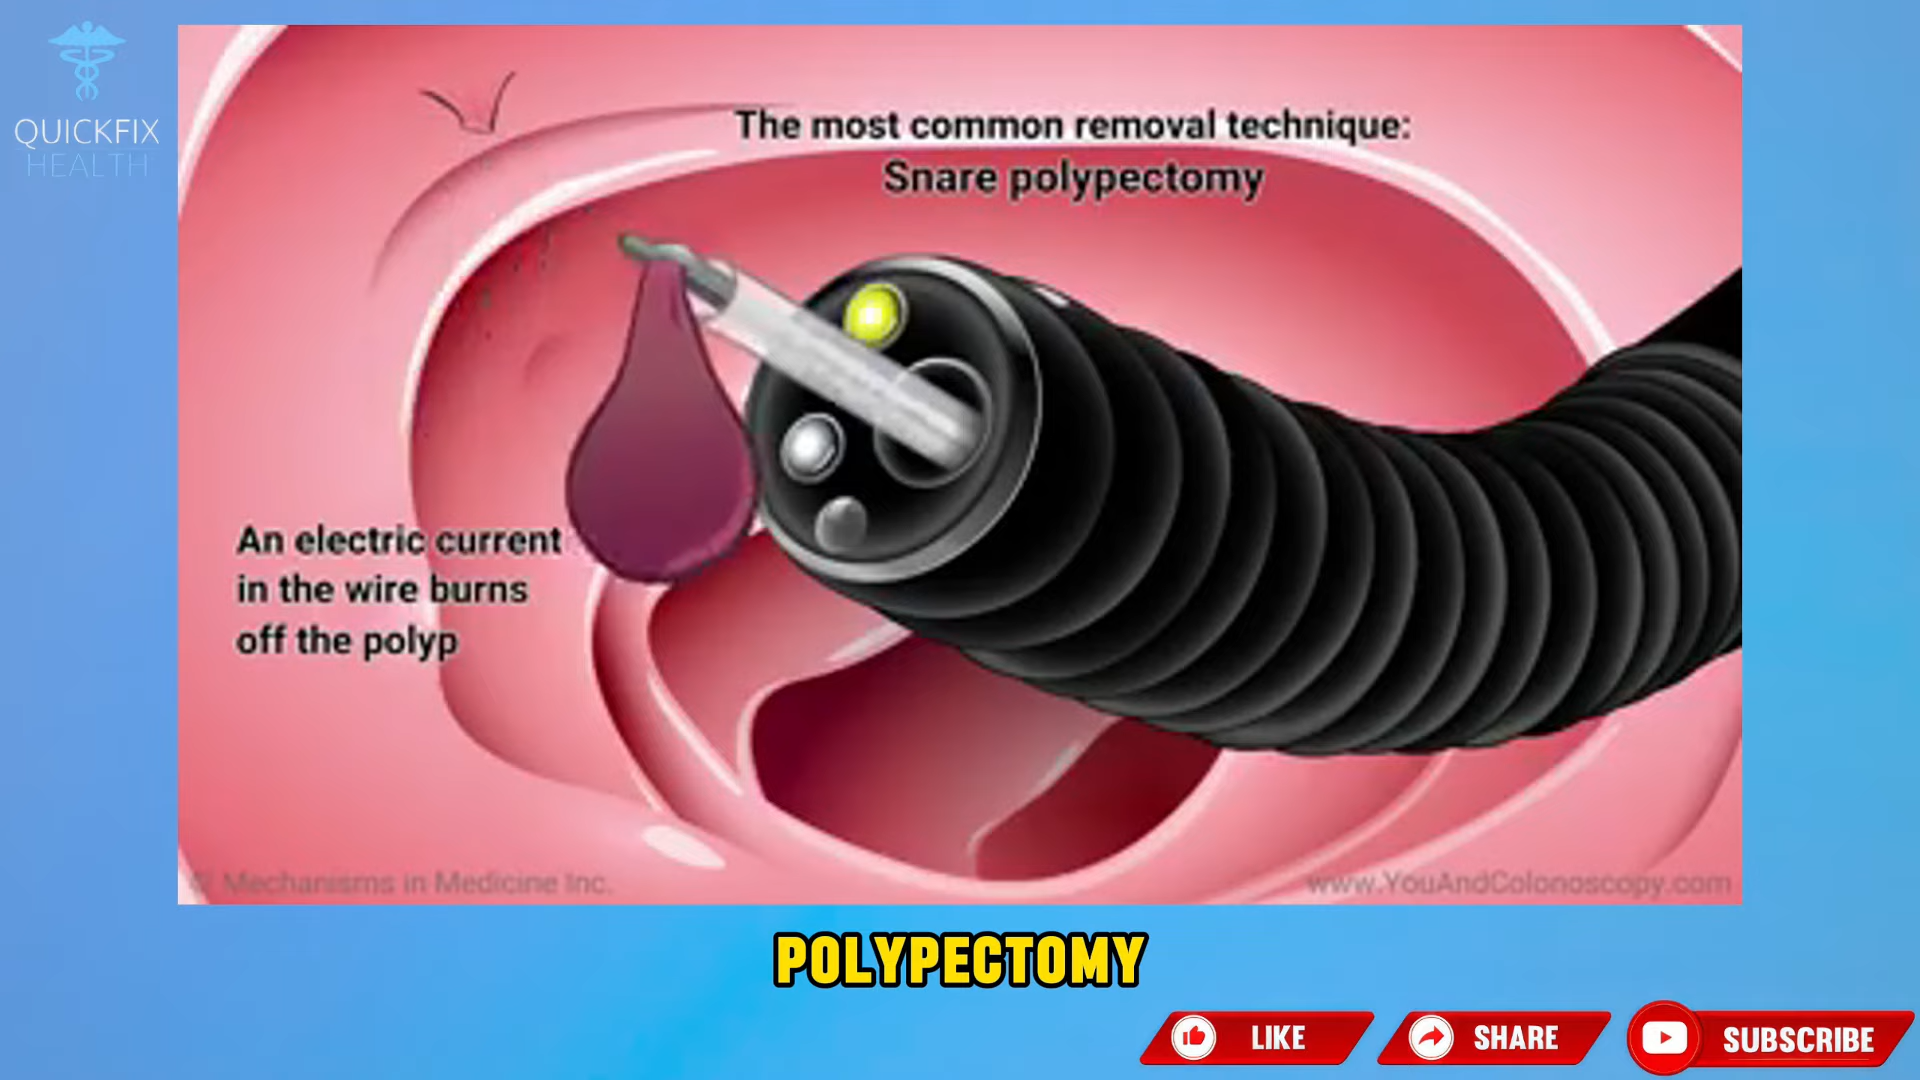 QUICKFIX
HEALTH
The most common removal technique:
Snare polypectomy
An electric current
in the wire burns
off the polyp
© Mechanisms in Medicine Inc.
www.YouAndColonoscopy.com
POLYPECTOMY
LIKE
SHARE
SUBSCRIBE